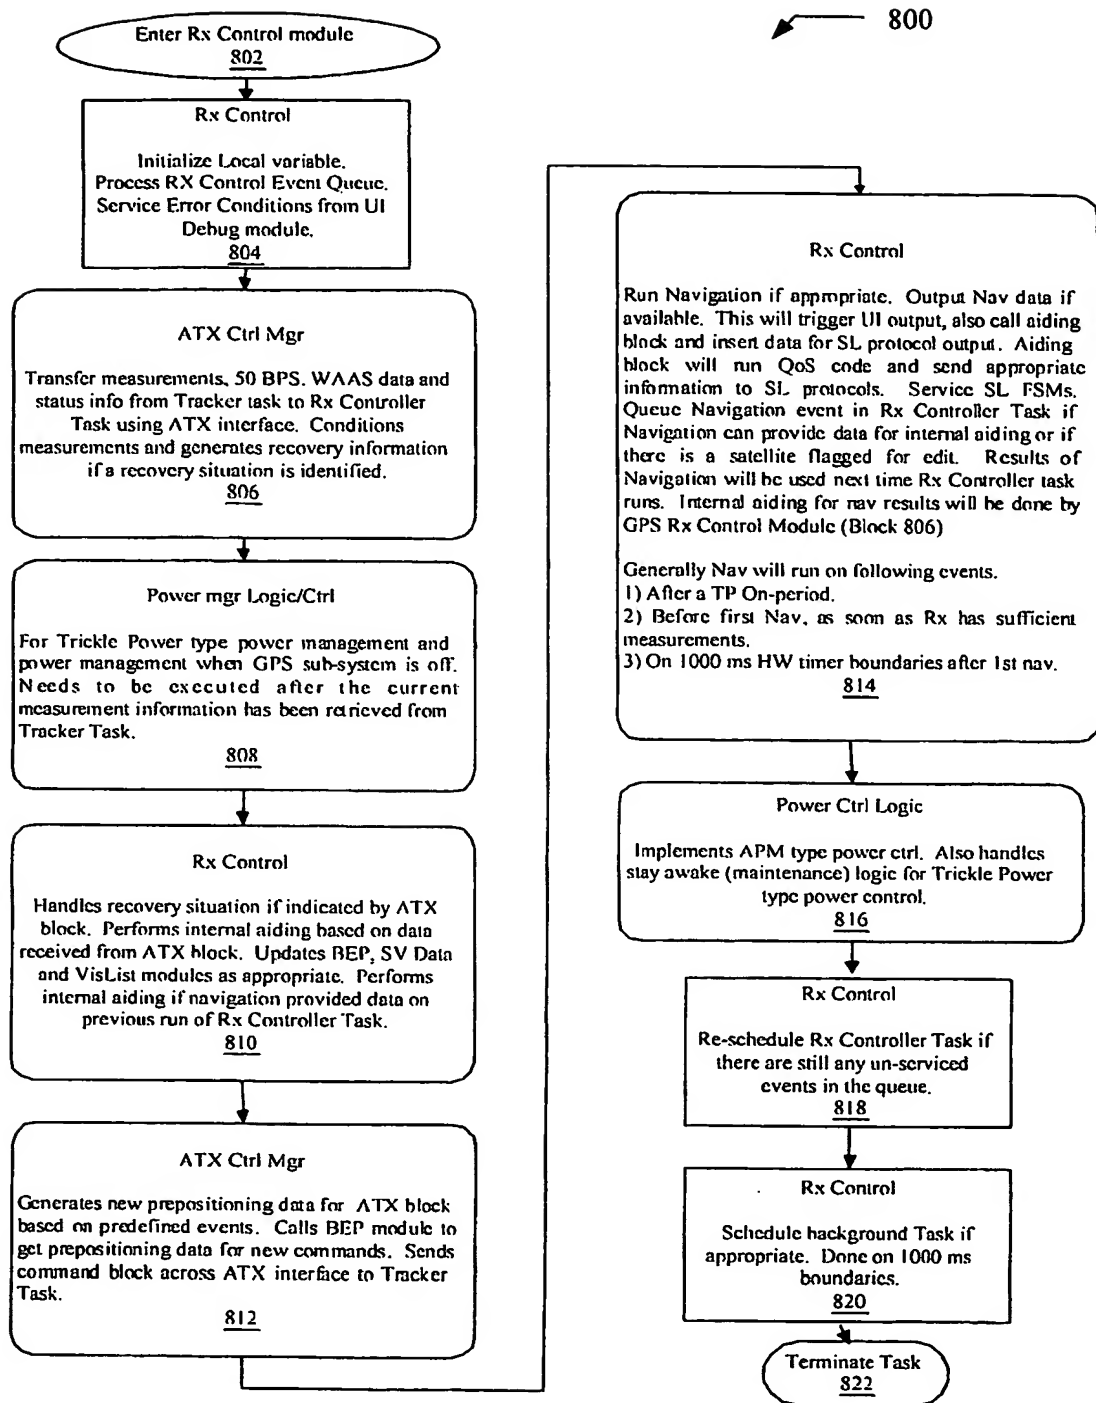 800
Enter Rx Control module
802
Rx Control
Initialize Local variable.
Process RX Control Event Queue.
Service Error Conditions from UI
Debug module.
804
ATX Ctrl Mgr
Transfer measurements, 50 BPS. WAAS data and
status info from Tracker task to Rx Controller
Task using ATX interface. Conditions
measurements and generates recovery information
if a recovery situation is identified.
806
Power mgr Logic/Ctrl
For Trickle Power type power management and
power management when GPS sub-system is off.
Needs to be executed after the current
measurement information has been retrieved from
Tracker Task.
808
Rx Control
Handles recovery situation if indicated by ATX
block. Performs internal aiding based on data
received from ATX block. Updates BEP, SV Data
and VisList modules as appropriate. Performs
internal aiding if navigation provided data on
previous run of Rx Controller Task.
810
ATX Ctrl Mgr
Generates new prepositioning data for ATX block
based on predefined events. Calls BEP module to
get prepositioning data for new commands. Sends
command block across ATX interface to Tracker
Task.
812
Rx Control
Run Navigation if appropriate. Output Nav data if
available. This will trigger UI output, also call aiding
block and insert data for SL protocol output. Aiding
block will run QoS code and send appropriate
information to SL protocols. Service SL FSMs.
Queue Navigation event in Rx Controller Task if
Navigation can provide data for internal aiding or if
there is a satellite flagged for edit. Results of
Navigation will be used next time Rx Controller task
runs. Internal aiding for nav results will be done by
GPS Rx Control Module (Block 806)
Generally Nav will run on following events.
1) After a TP On-period.
2) Before first Nav, as soon as Rx has sufficient
measurements.
3) On 1000 ms HW timer boundaries after 1st nav.
814
Power Ctrl Logic
Implements APM type power ctrl. Also handles
stay awake (maintenance) logic for Trickle Power
type power control.
816
Rx Control
Re-schedule Rx Controller Task if
there are still any un-serviced
events in the queue.
818
Rx Control
Schedule background Task if
appropriate. Done on 1000 ms
boundaries.
820
Terminate Task
822